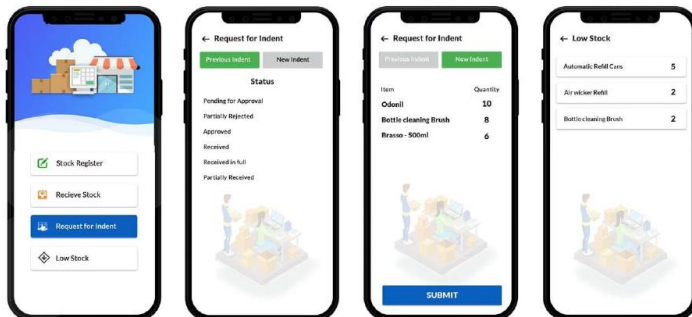 Stock Register
Recieve Stock
Request for Indent
Low Stock
← Request for Indent
Previous Indent New Indent
Status
Pending for Approval
Partially Rejected
Approved
Received
Received in full
Partially Received
← Request for Indent
Previous Indent New Indent
Item Quantity
Odonil 10
Bottle cleaning Brush 8
Brasso - 500ml 6
SUBMIT
← Low Stock
Automatic Refill Cans 5
Air wicker Refill 2
Bottle cleaning Brush 2